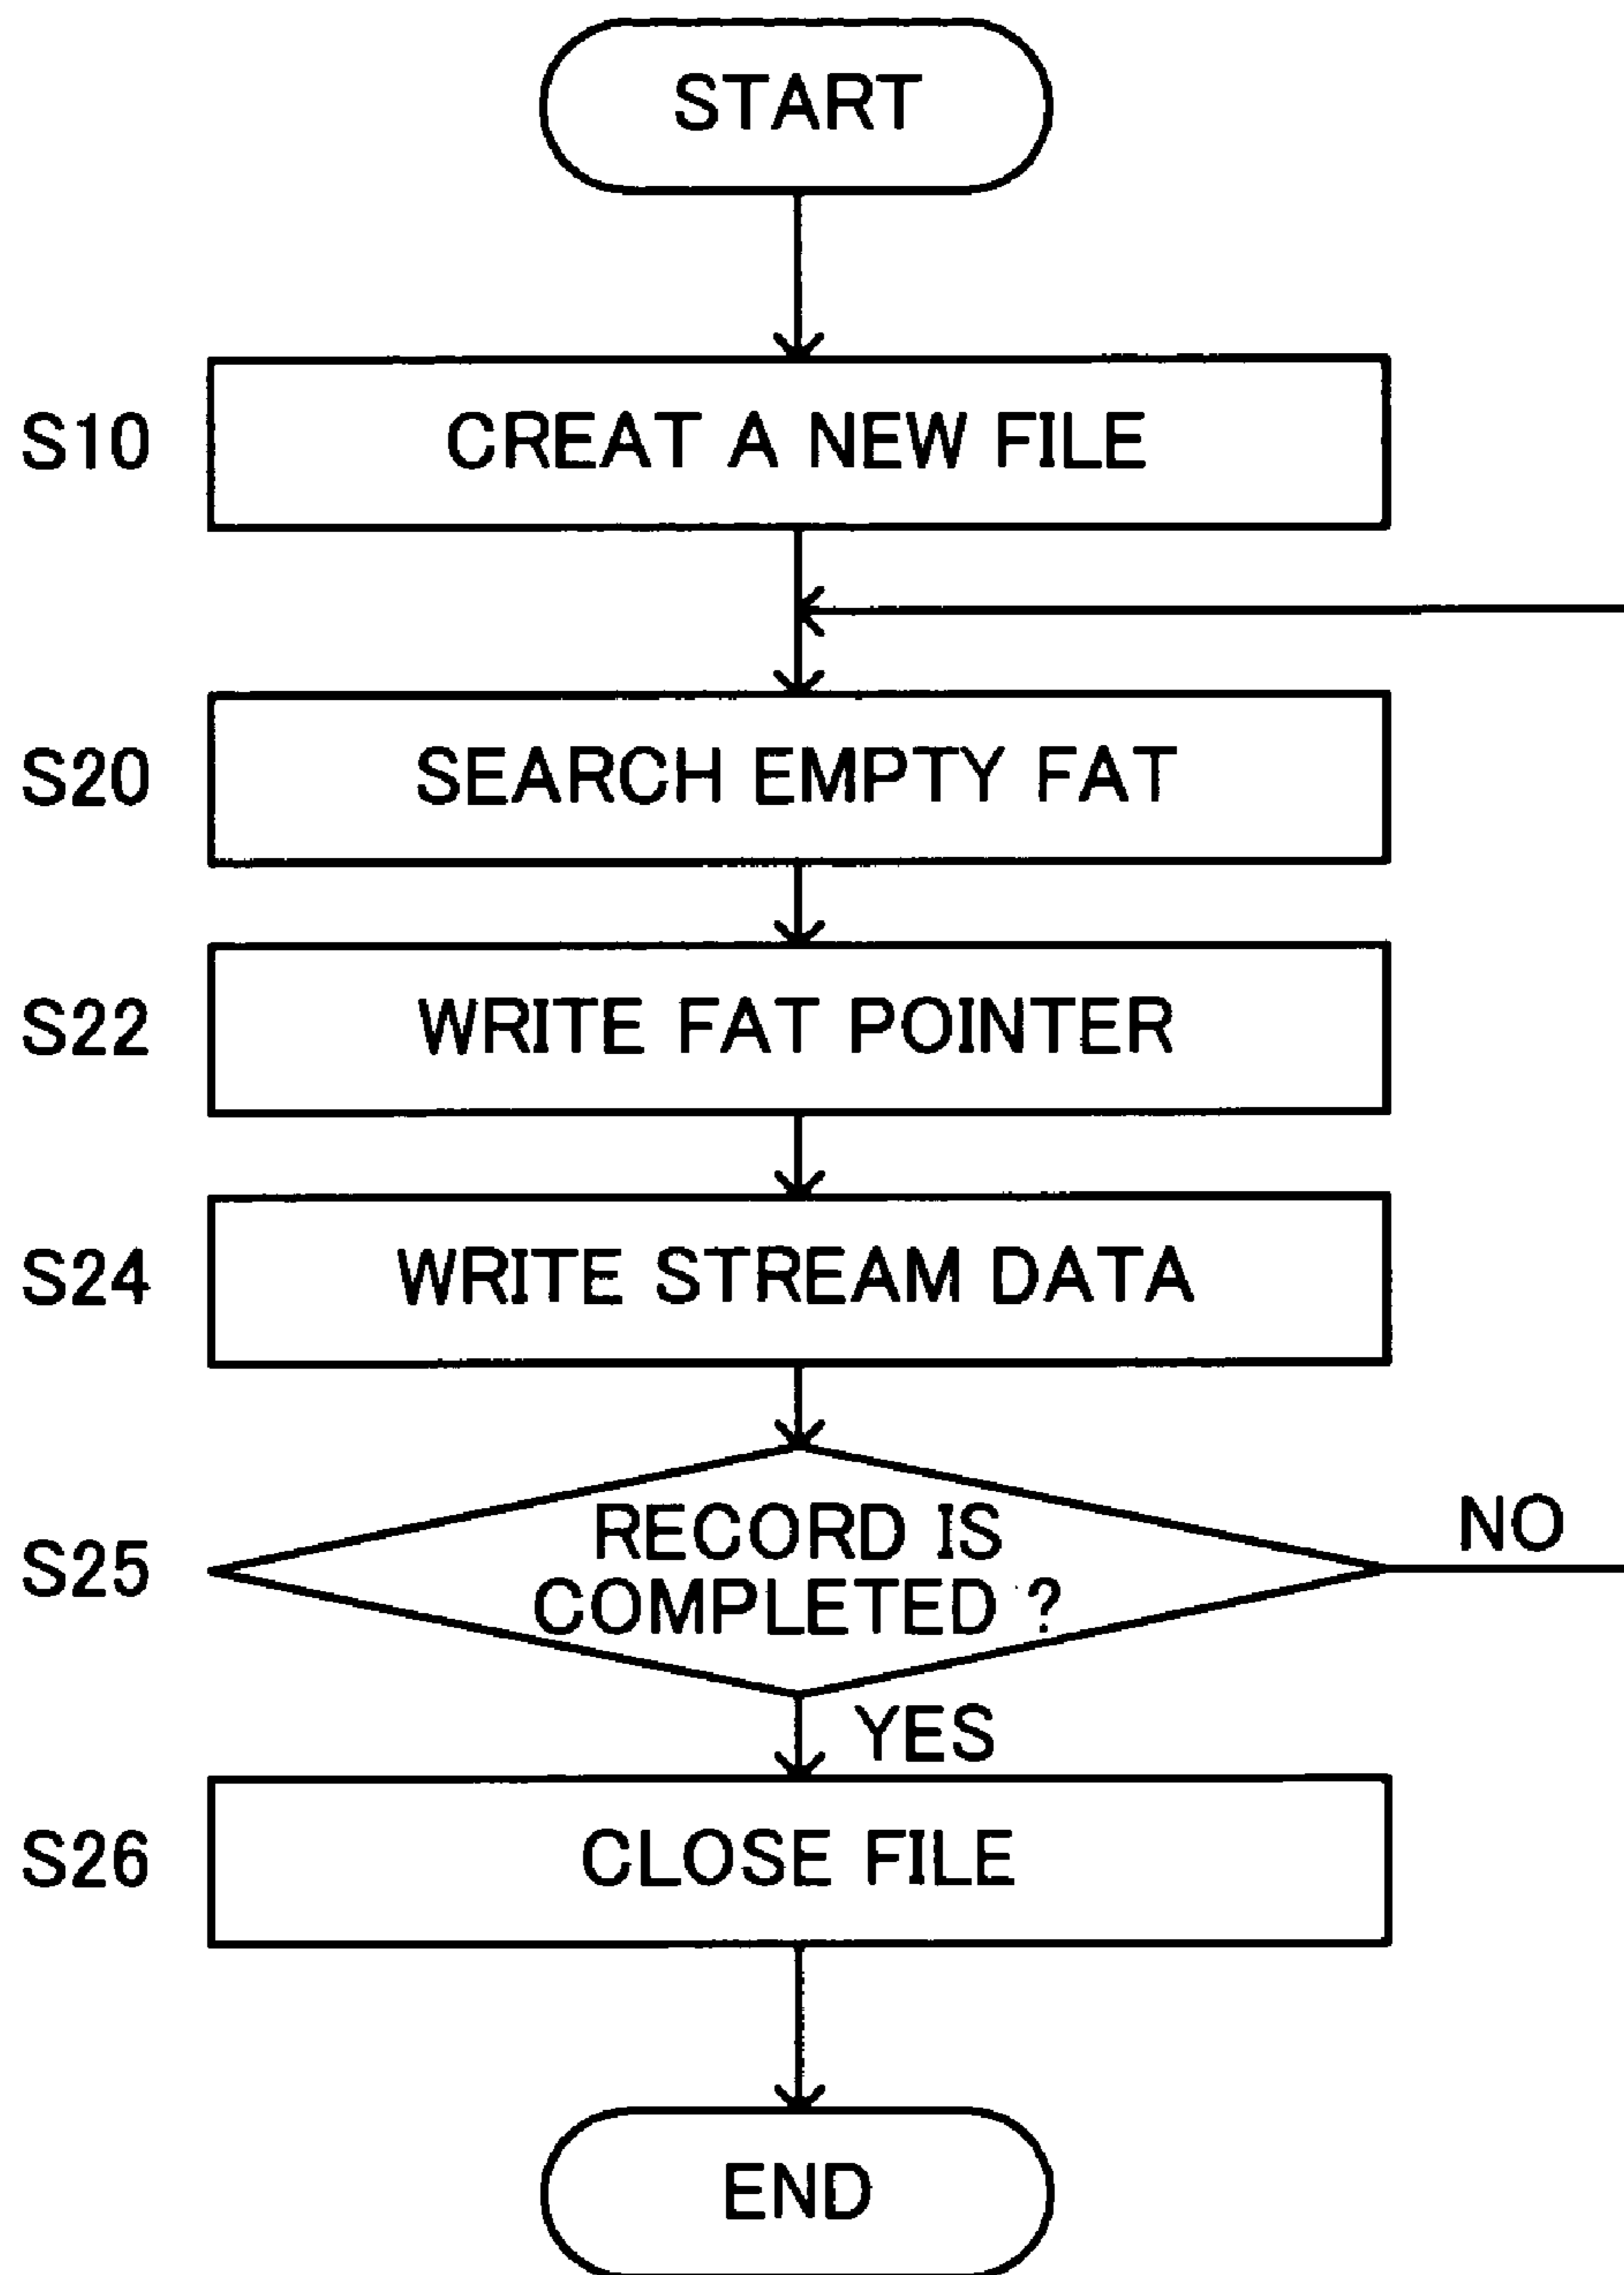 START
S10
CREAT A NEW FILE
S20
SEARCH EMPTY FAT
S22
WRITE FAT POINTER
S24
WRITE STREAM DATA
S25
RECORD IS
COMPLETED ?
NO
YES
S26
CLOSE FILE
END